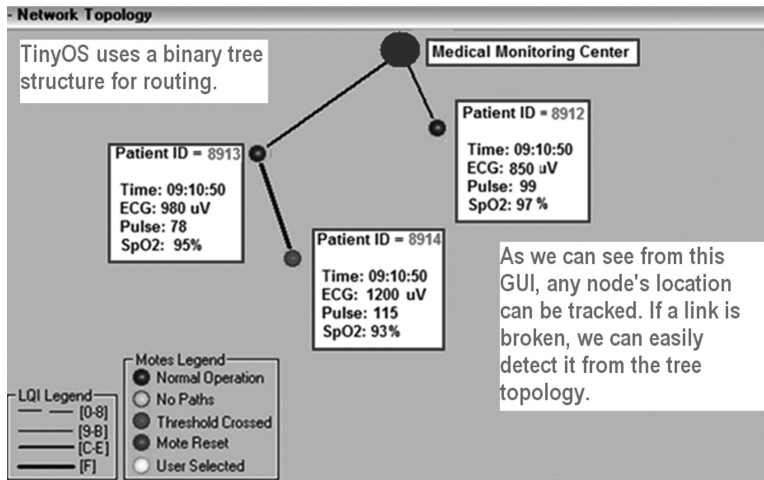 - Network Topology
TinyOS uses a binary tree
structure for routing.
Medical Monitoring Center
Patient ID = 8912
Time: 09:10:50
ECG: 850 uV
Pulse: 99
SpO2: 97 %
Patient ID = 8913
Time: 09:10:50
ECG: 980 uV
Pulse: 78
SpO2: 95%
Patient ID = 8914
Time: 09:10:50
ECG: 1200 uV
Pulse: 115
SpO2: 93%
As we can see from this
GUI, any node's location
can be tracked. If a link is
broken, we can easily
detect it from the tree
topology.
LQI Legend
[0-8]
[9-B]
[C-E]
[F]
Motes Legend
Normal Operation
No Paths
Threshold Crossed
Mote Reset
User Selected